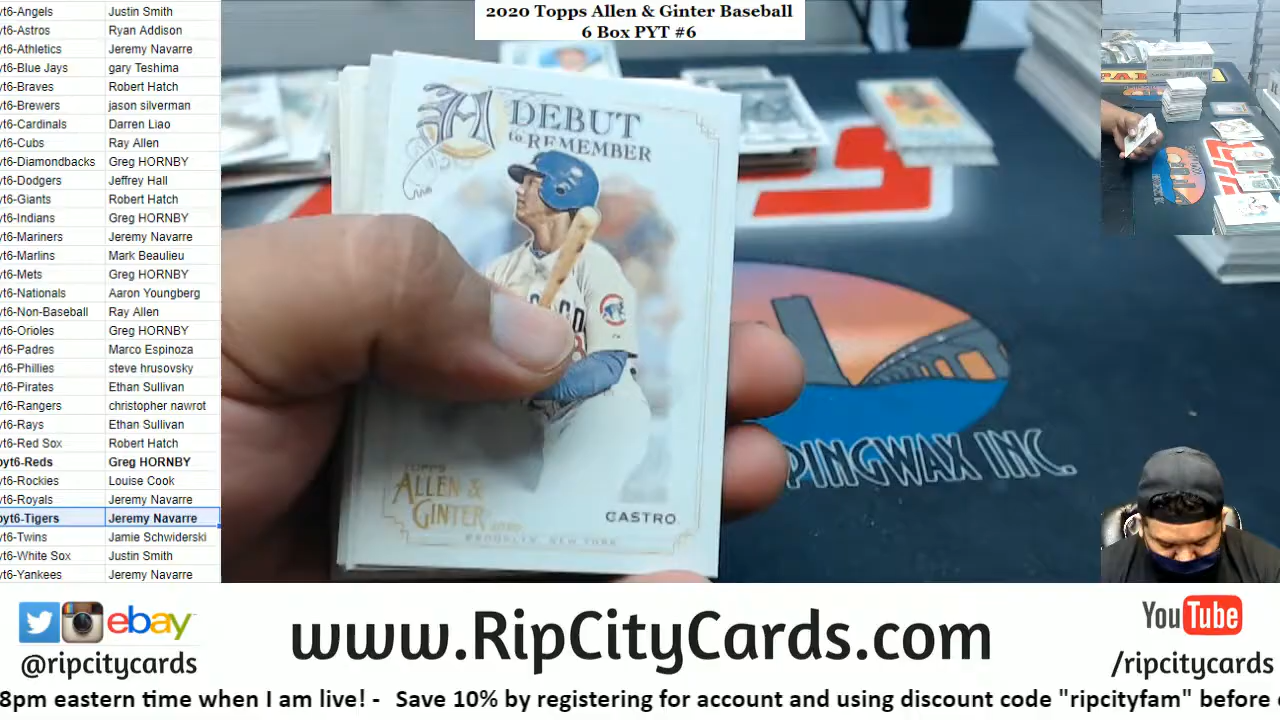 2020 Topps Allen & Ginter Baseball
6 Box PYT #6
yt6-Angels Justin Smith
yt6-Astros Ryan Addison
yt6-Athletics Jeremy Navarre
yt6-Blue Jays gary Teshima
yt6-Braves Robert Hatch
yt6-Brewers jason silverman
yt6-Cardinals Darren Liao
yt6-Cubs Ray Allen
yt6-Diamondbacks Greg HORNBY
yt6-Dodgers Jeffrey Hall
yt6-Giants Robert Hatch
yt6-Indians Greg HORNBY
yt6-Mariners Jeremy Navarre
yt6-Marlins Mark Beaulieu
yt6-Mets Greg HORNBY
yt6-Nationals Aaron Youngberg
yt6-Non-Baseball Ray Allen
yt6-Orioles Greg HORNBY
yt6-Padres Marco Espinoza
yt6-Phillies steve hrusovsky
yt6-Pirates Ethan Sullivan
yt6-Rangers christopher nawrot
yt6-Rays Ethan Sullivan
yt6-Red Sox Robert Hatch
pyt6-Reds Greg HORNBY
yt6-Rockies Louise Cook
yt6-Royals Jeremy Navarre
pyt6-Tigers Jeremy Navarre
yt6-Twins Jamie Schwiderski
yt6-White Sox Justin Smith
yt6-Yankees Jeremy Navarre
A DEBUT
to REMEMBER
TOPPS
ALLEN &
GINTER 2020
CASTRO
BROOKLYN, NEW YORK
PINGWAX INC.
ebay
@ripcitycards
www.RipCityCards.com
YouTube
/ripcitycards
8pm eastern time when I am live! - Save 10% by registering for account and using discount code "ripcityfam" before